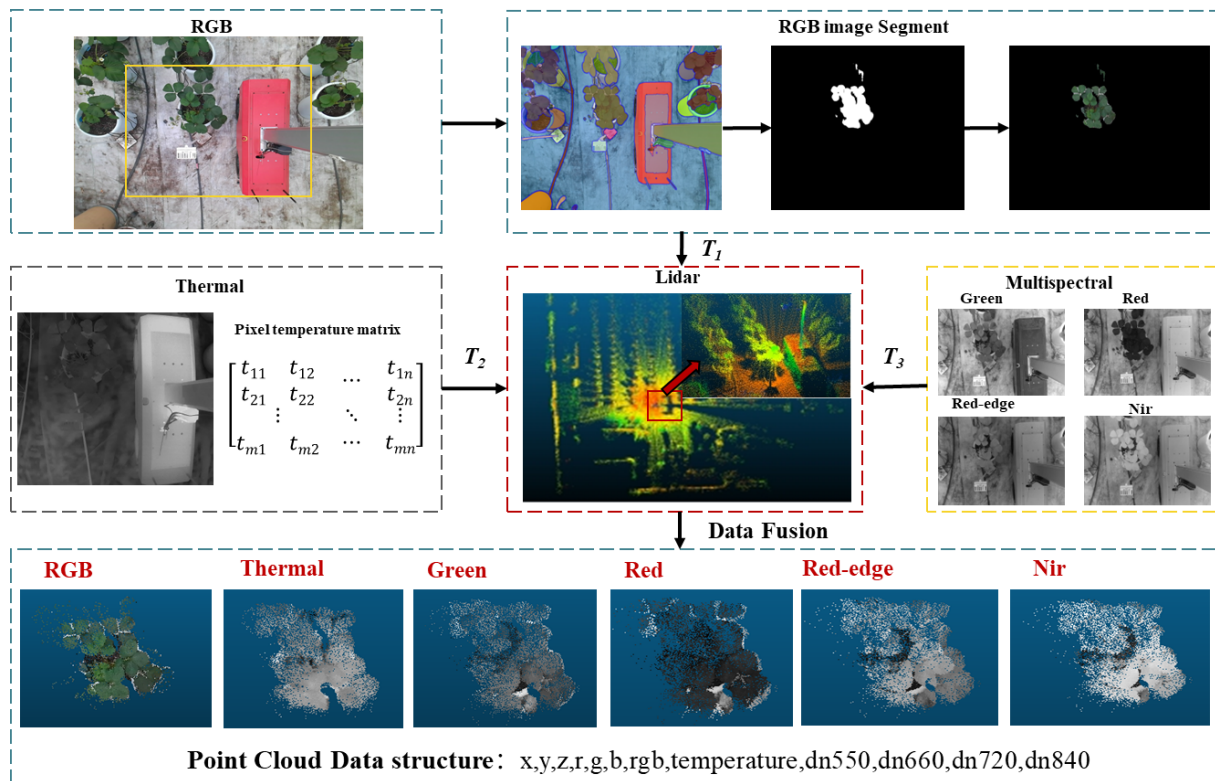 RGB
RGB image Segment
T1
Thermal
Pixel temperature matrix
t11 t12 … t1n
t21 t22 t2n
⋮ ⋱ ⋮
tm1 tm2 … tmn
T2
Lidar
T3
Multispectral
Green Red
Red-edge Nir
Data Fusion
RGB Thermal Green Red Red-edge Nir
Point Cloud Data structure： x,y,z,r,g,b,rgb,temperature,dn550,dn660,dn720,dn840